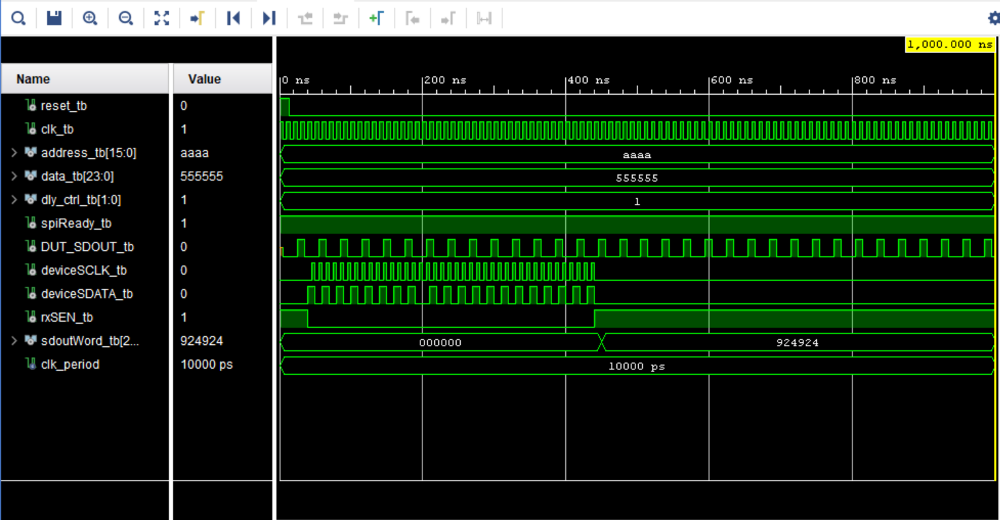 1,000.000 ns
Name Value
0 ns 200 ns 400 ns 600 ns 800 ns
reset_tb 0
clk_tb 1
address_tb[15:0] aaaa aaaa
data_tb[23:0] 555555 555555
dly_ctrl_tb[1:0] 1 1
spiReady_tb 1
DUT_SDOUT_tb 0
deviceSCLK_tb 0
deviceSDATA_tb 0
rxSEN_tb 1
sdoutWord_tb[2... 924924 000000 924924
clk_period 10000 ps 10000 ps